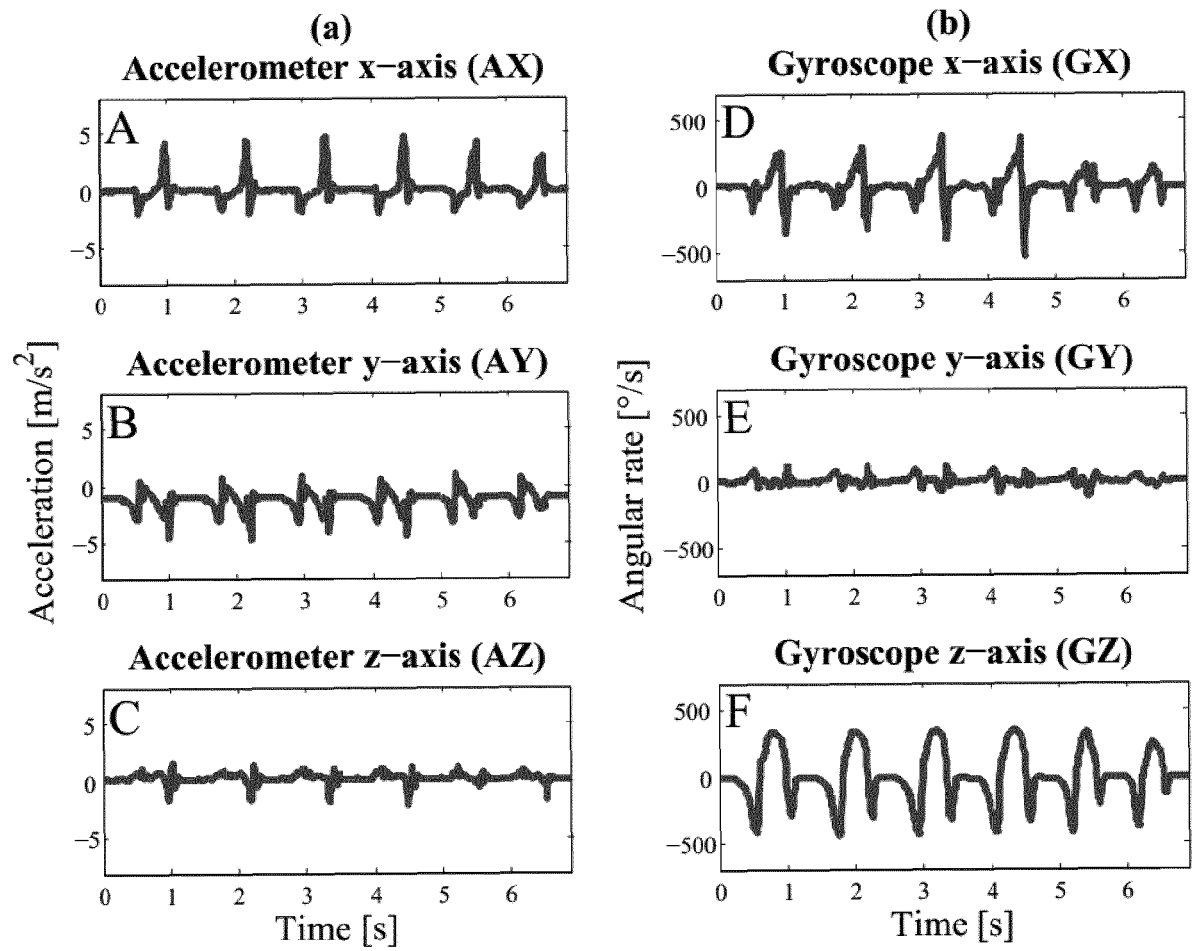 (a)
Accelerometer x−axis (AX)
A
5
0
−5
0 1 2 3 4 5 6
Accelerometer y−axis (AY)
B
5
0
−5
0 1 2 3 4 5 6
Accelerometer z−axis (AZ)
C
5
0
−5
0 1 2 3 4 5 6
Time [s]
Acceleration [m/s²]
(b)
Gyroscope x−axis (GX)
D
500
0
−500
0 1 2 3 4 5 6
Gyroscope y−axis (GY)
E
500
0
−500
0 1 2 3 4 5 6
Gyroscope z−axis (GZ)
F
500
0
−500
0 1 2 3 4 5 6
Time [s]
Angular rate [°/s]